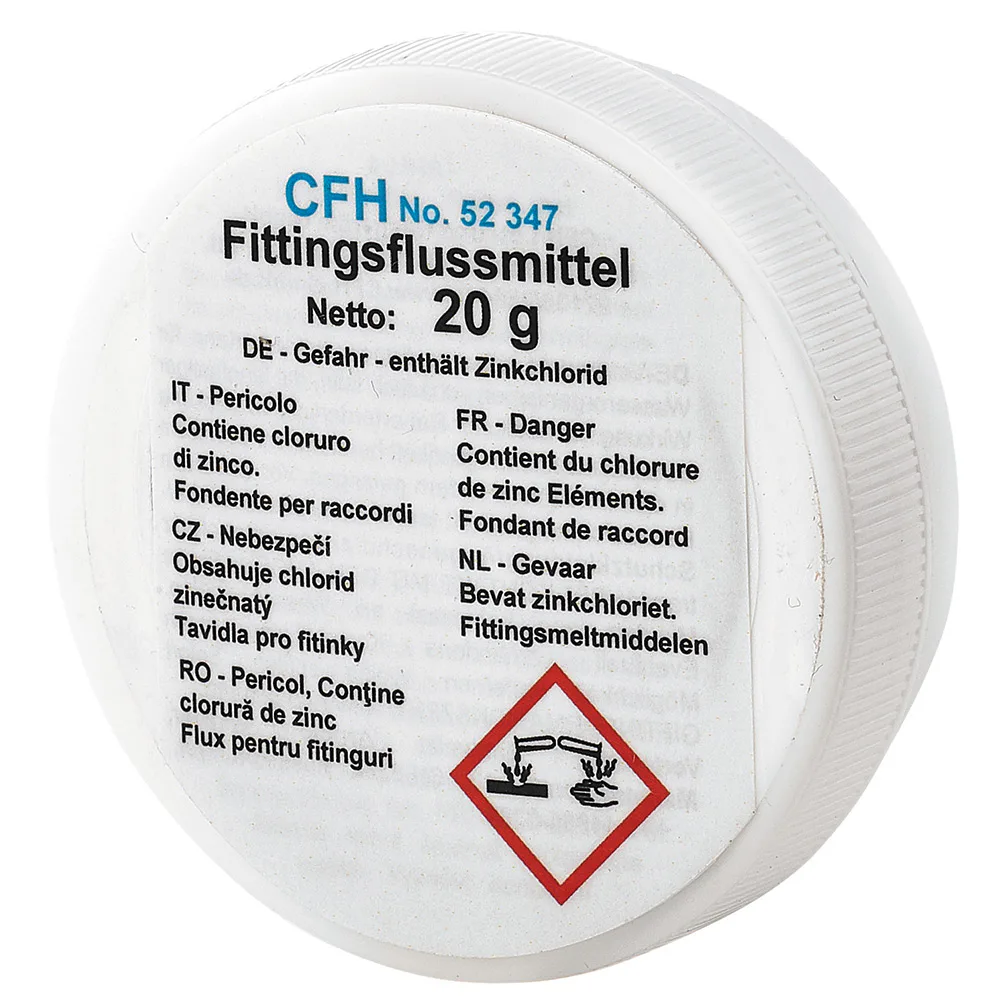 CFH No. 52 347
Fittingsflussmittel
Netto: 20 g
DE - Gefahr - enthält Zinkchlorid
IT - Pericolo
Contiene cloruro
di zinco.
Fondente per raccordi
CZ - Nebezpečí
Obsahuje chlorid
zinečnatý
Tavidla pro fitinky
RO - Pericol, Conţine
clorură de zinc
Flux pentru fitinguri
FR - Danger
Contient du chlorure
de zinc Eléments.
Fondant de raccord
NL - Gevaar
Bevat zinkchloriet.
Fittingsmeltmiddelen